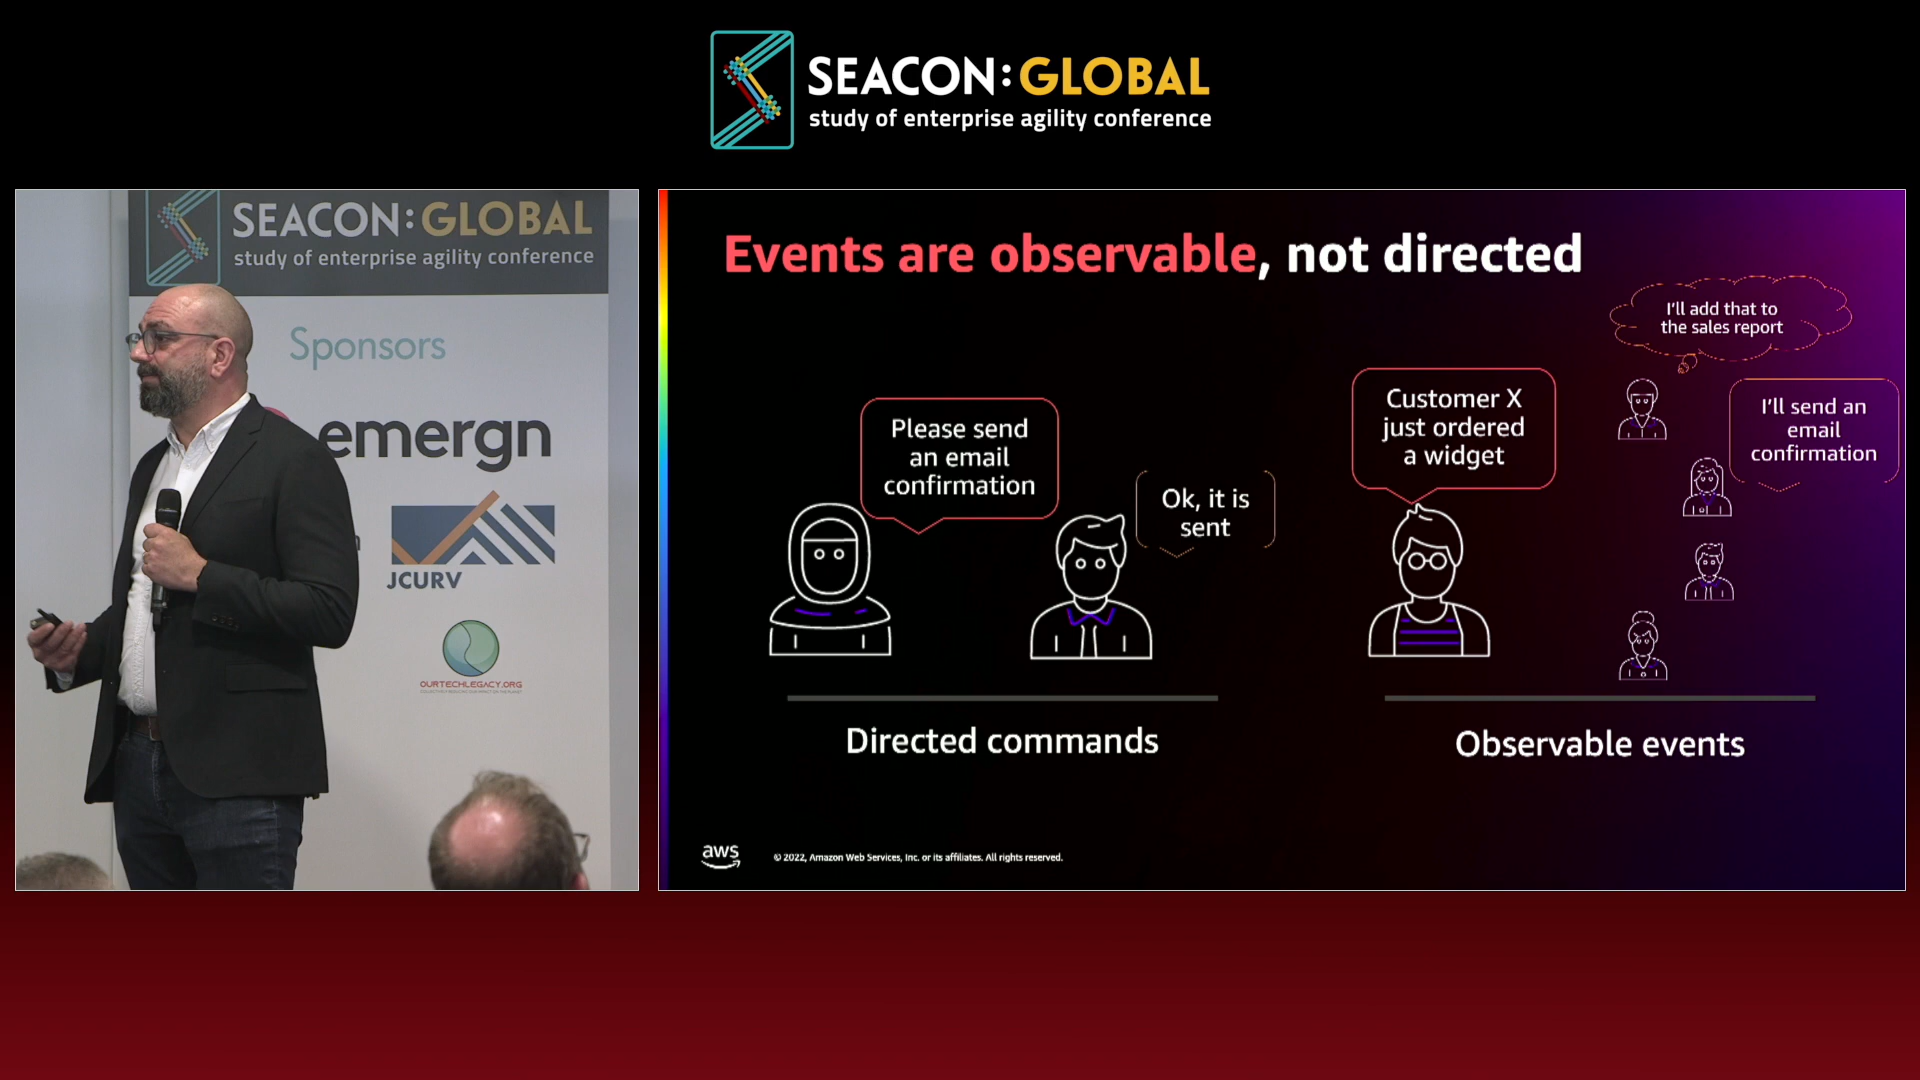 SEACON:GLOBAL
study of enterprise agility conference
SEACON:GLOBAL
study of enterprise agility conference
Sponsors
emergn
JCURV
OURTECHLEGACY.ORG
Events are observable, not directed
Please send
an email
confirmation
Ok, it is
sent
Directed commands
Customer X
just ordered
a widget
I'll add that to
the sales report
I'll send an
email
confirmation
Observable events
aws
© 2022, Amazon Web Services, Inc. or its affiliates. All rights reserved.